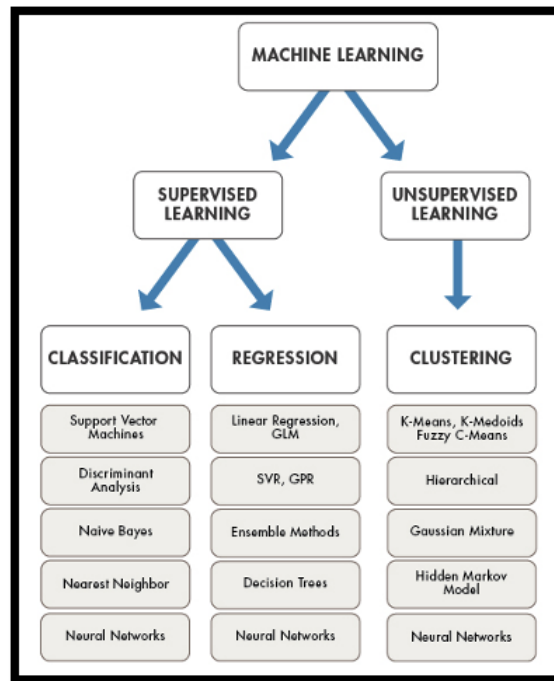 MACHINE LEARNING
SUPERVISED
LEARNING
UNSUPERVISED
LEARNING
CLASSIFICATION
REGRESSION
CLUSTERING
Support Vector
Machines
Discriminant
Analysis
Naive Bayes
Nearest Neighbor
Neural Networks
Linear Regression,
GLM
SVR, GPR
Ensemble Methods
Decision Trees
Neural Networks
K-Means, K-Medoids
Fuzzy C-Means
Hierarchical
Gaussian Mixture
Hidden Markov
Model
Neural Networks